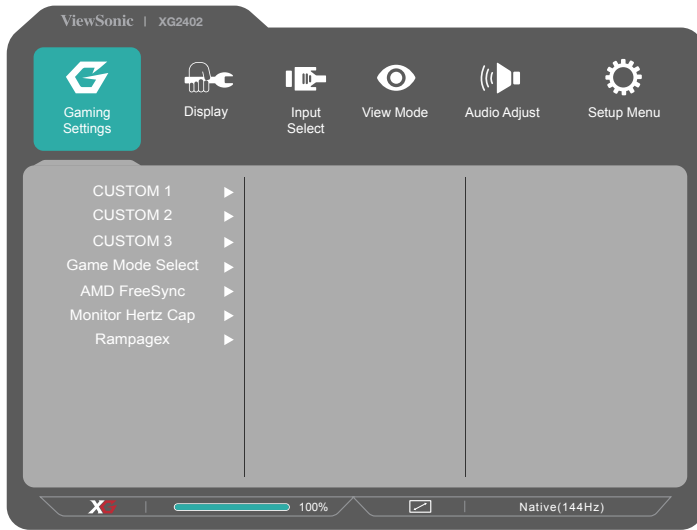 ViewSonic | XG2402
Gaming
Settings
Display
Input
Select
View Mode
Audio Adjust
Setup Menu
CUSTOM 1
CUSTOM 2
CUSTOM 3
Game Mode Select
AMD FreeSync
Monitor Hertz Cap
Rampagex
XG
100%
Native(144Hz)